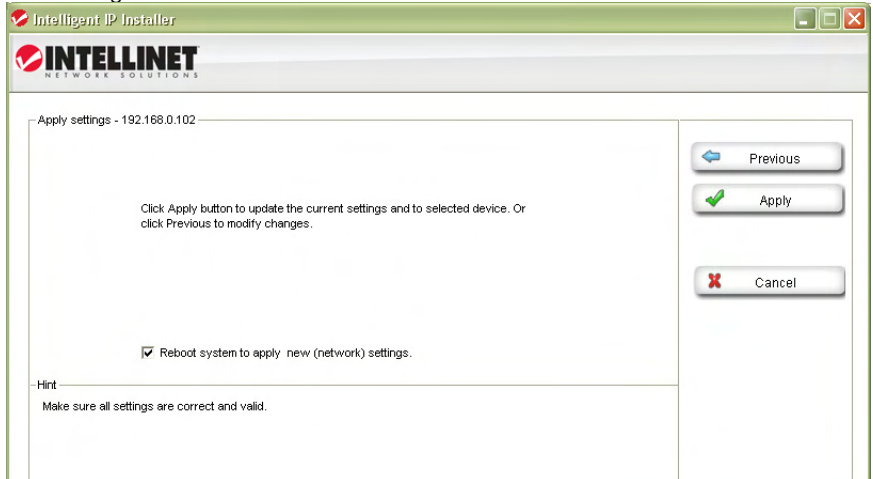 Intelligent IP Installer
INTELLINET
NETWORK SOLUTIONS
Apply settings - 192.168.0.102
Previous
Apply
Click Apply button to update the current settings and to selected device. Or
click Previous to modify changes.
Cancel
Reboot system to apply new (network) settings.
Hint
Make sure all settings are correct and valid.